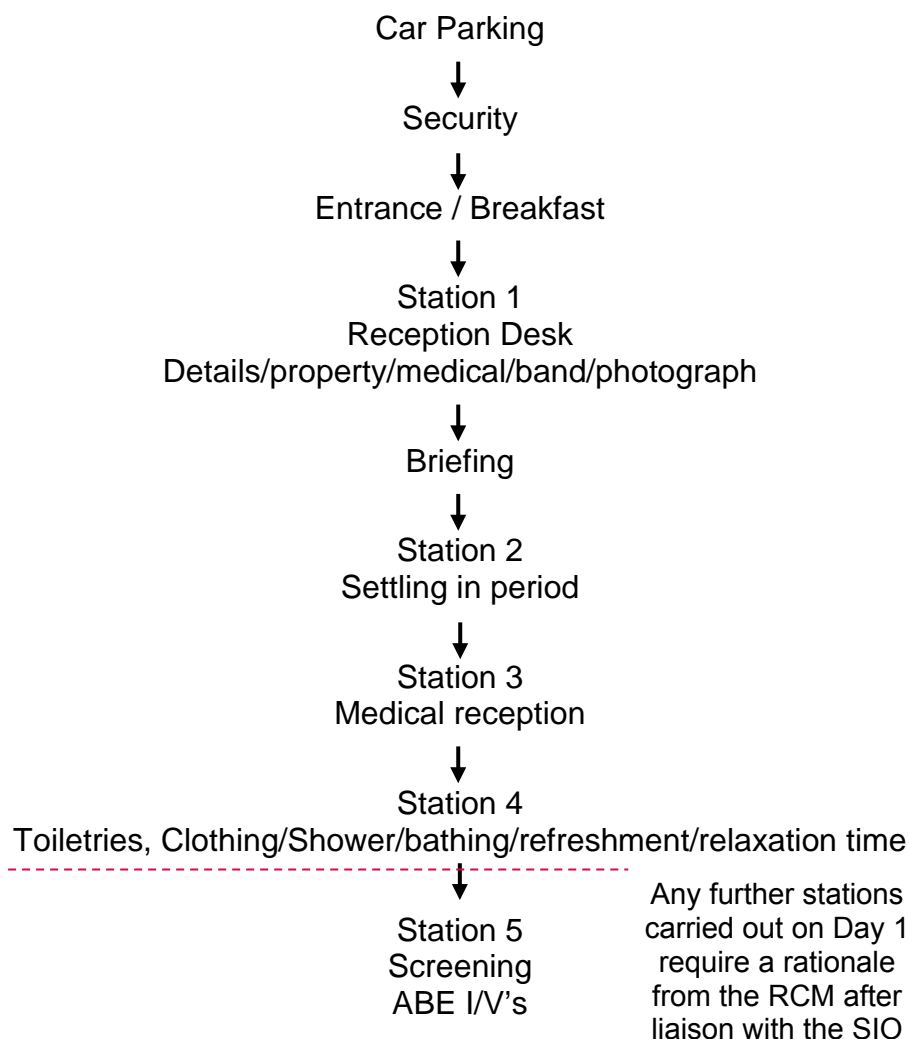 Car Parking
Security
Entrance / Breakfast
Station 1
Reception Desk
Details/property/medical/band/photograph
Briefing
Station 2
Settling in period
Station 3
Medical reception
Station 4
Toiletries, Clothing/Shower/bathing/refreshment/relaxation time
Station 5
Screening
ABE I/V's
Any further stations
carried out on Day 1
require a rationale
from the RCM after
liaison with the SIO